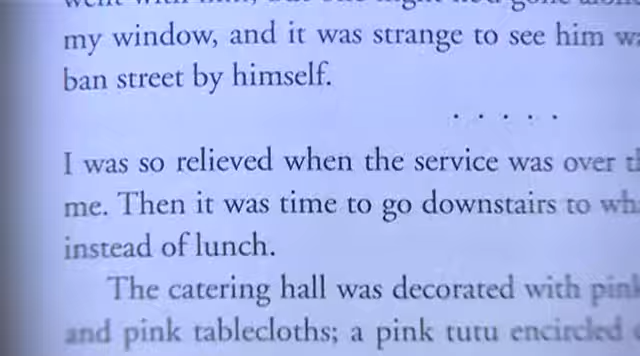 my window, and it was strange to see him
ban street by himself.
. . . . .
I was so relieved when the service was over
me. Then it was time to go downstairs to
instead of lunch.
The catering hall was decorated with pink
and pink tablecloths; a pink tutu encircled